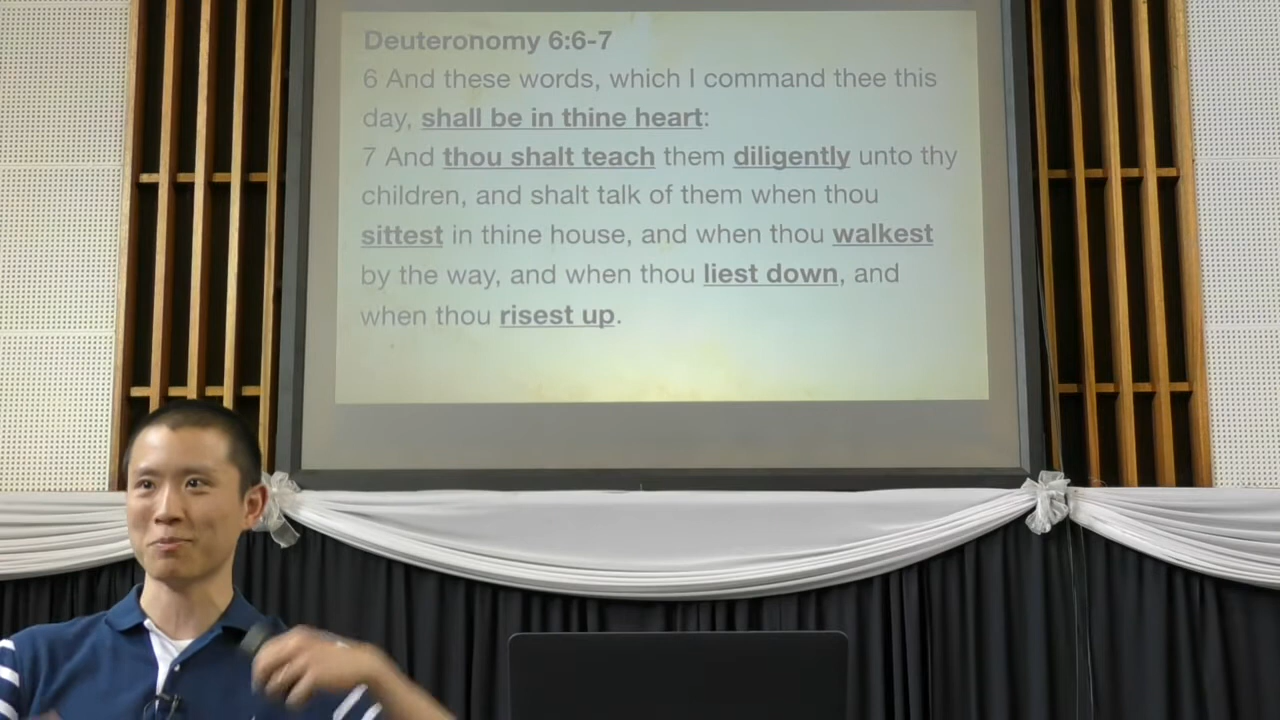 Deuteronomy 6:6-7
6 And these words, which I command thee this
day, shall be in thine heart:
7 And thou shalt teach them diligently unto thy
children, and shalt talk of them when thou
sittest in thine house, and when thou walkest
by the way, and when thou liest down, and
when thou risest up.